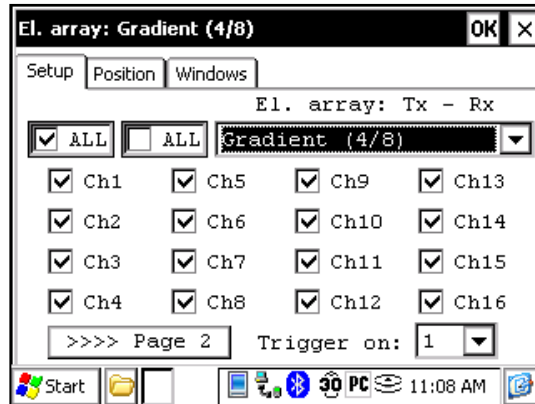 El. array: Gradient (4/8) OK ×
Setup Position Windows
El. array: Tx - Rx
ALL ALL Gradient (4/8)
Ch1 Ch5 Ch9 Ch13
Ch2 Ch6 Ch10 Ch14
Ch3 Ch7 Ch11 Ch15
Ch4 Ch8 Ch12 Ch16
>>>> Page 2 Trigger on: 1
Start 30 PC 11:08 AM